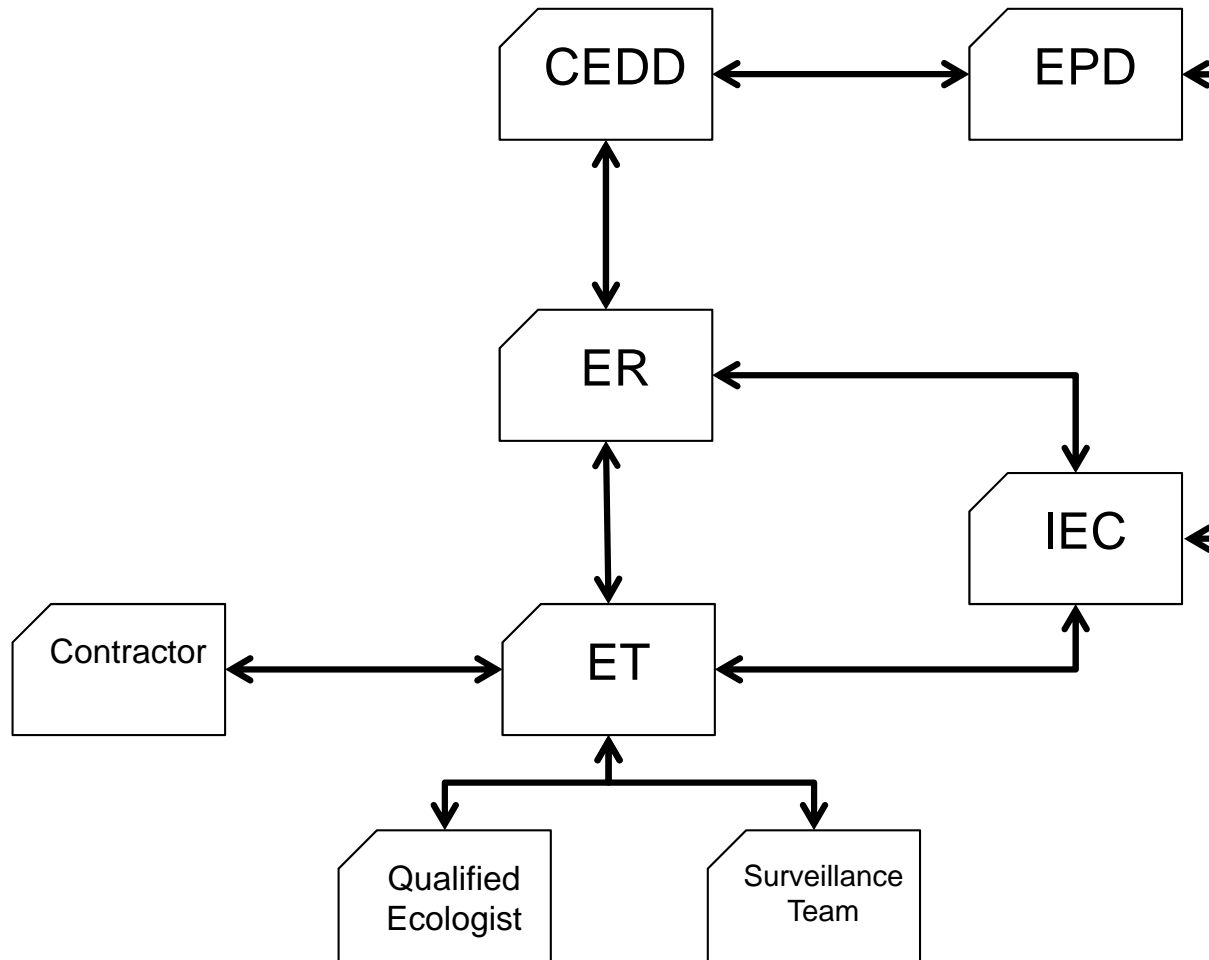 CEDD
EPD
ER
IEC
Contractor
ET
Qualified
Ecologist
Surveillance
Team